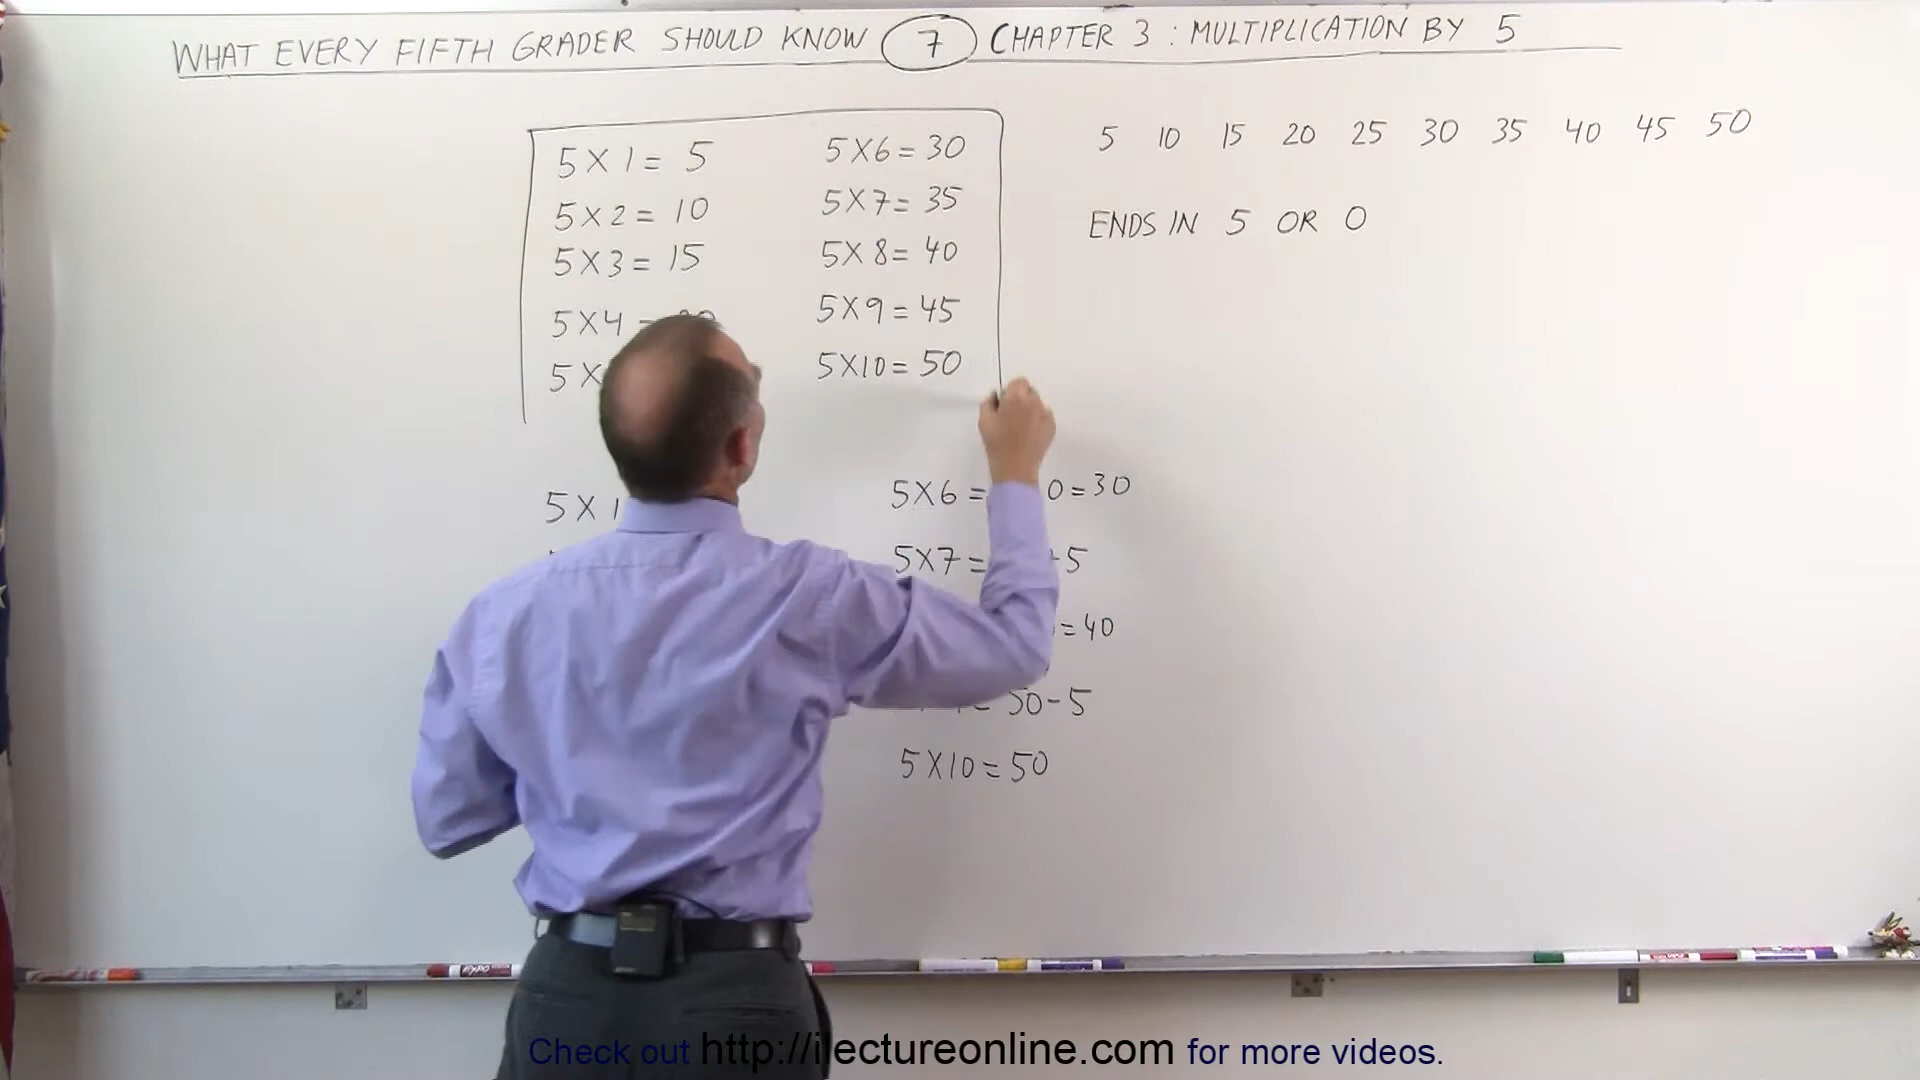 WHAT EVERY FIFTH GRADER SHOULD KNOW 7 CHAPTER 3 : MULTIPLICATION BY 5
5 X 1 = 5
5 X 2 = 10
5 X 3 = 15
5 X 4 =
5 X
5 X 6 = 30
5 X 7 = 35
5 X 8 = 40
5 X 9 = 45
5 X 10 = 50
5 10 15 20 25 30 35 40 45 50
ENDS IN 5 OR 0
5 X 1
5 X 6 = 0 = 30
5 X 7 = - 5
= 40
= 50 - 5
5 X 10 = 50
Check out http://ilectureonline.com for more videos.